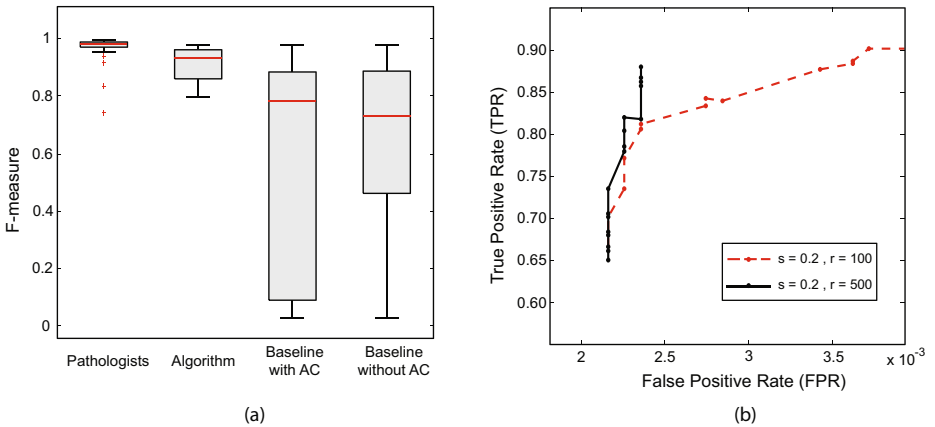 F-measure
1
0.8
0.6
0.4
0.2
0
Pathologists
Algorithm
Baseline
with AC
Baseline
without AC
(a)
True Positive Rate (TPR)
0.90
0.85
0.80
0.75
0.70
0.65
0.60
s = 0.2 , r = 100
s = 0.2 , r = 500
2
2.5
3
3.5
x 10⁻³
False Positive Rate (FPR)
(b)